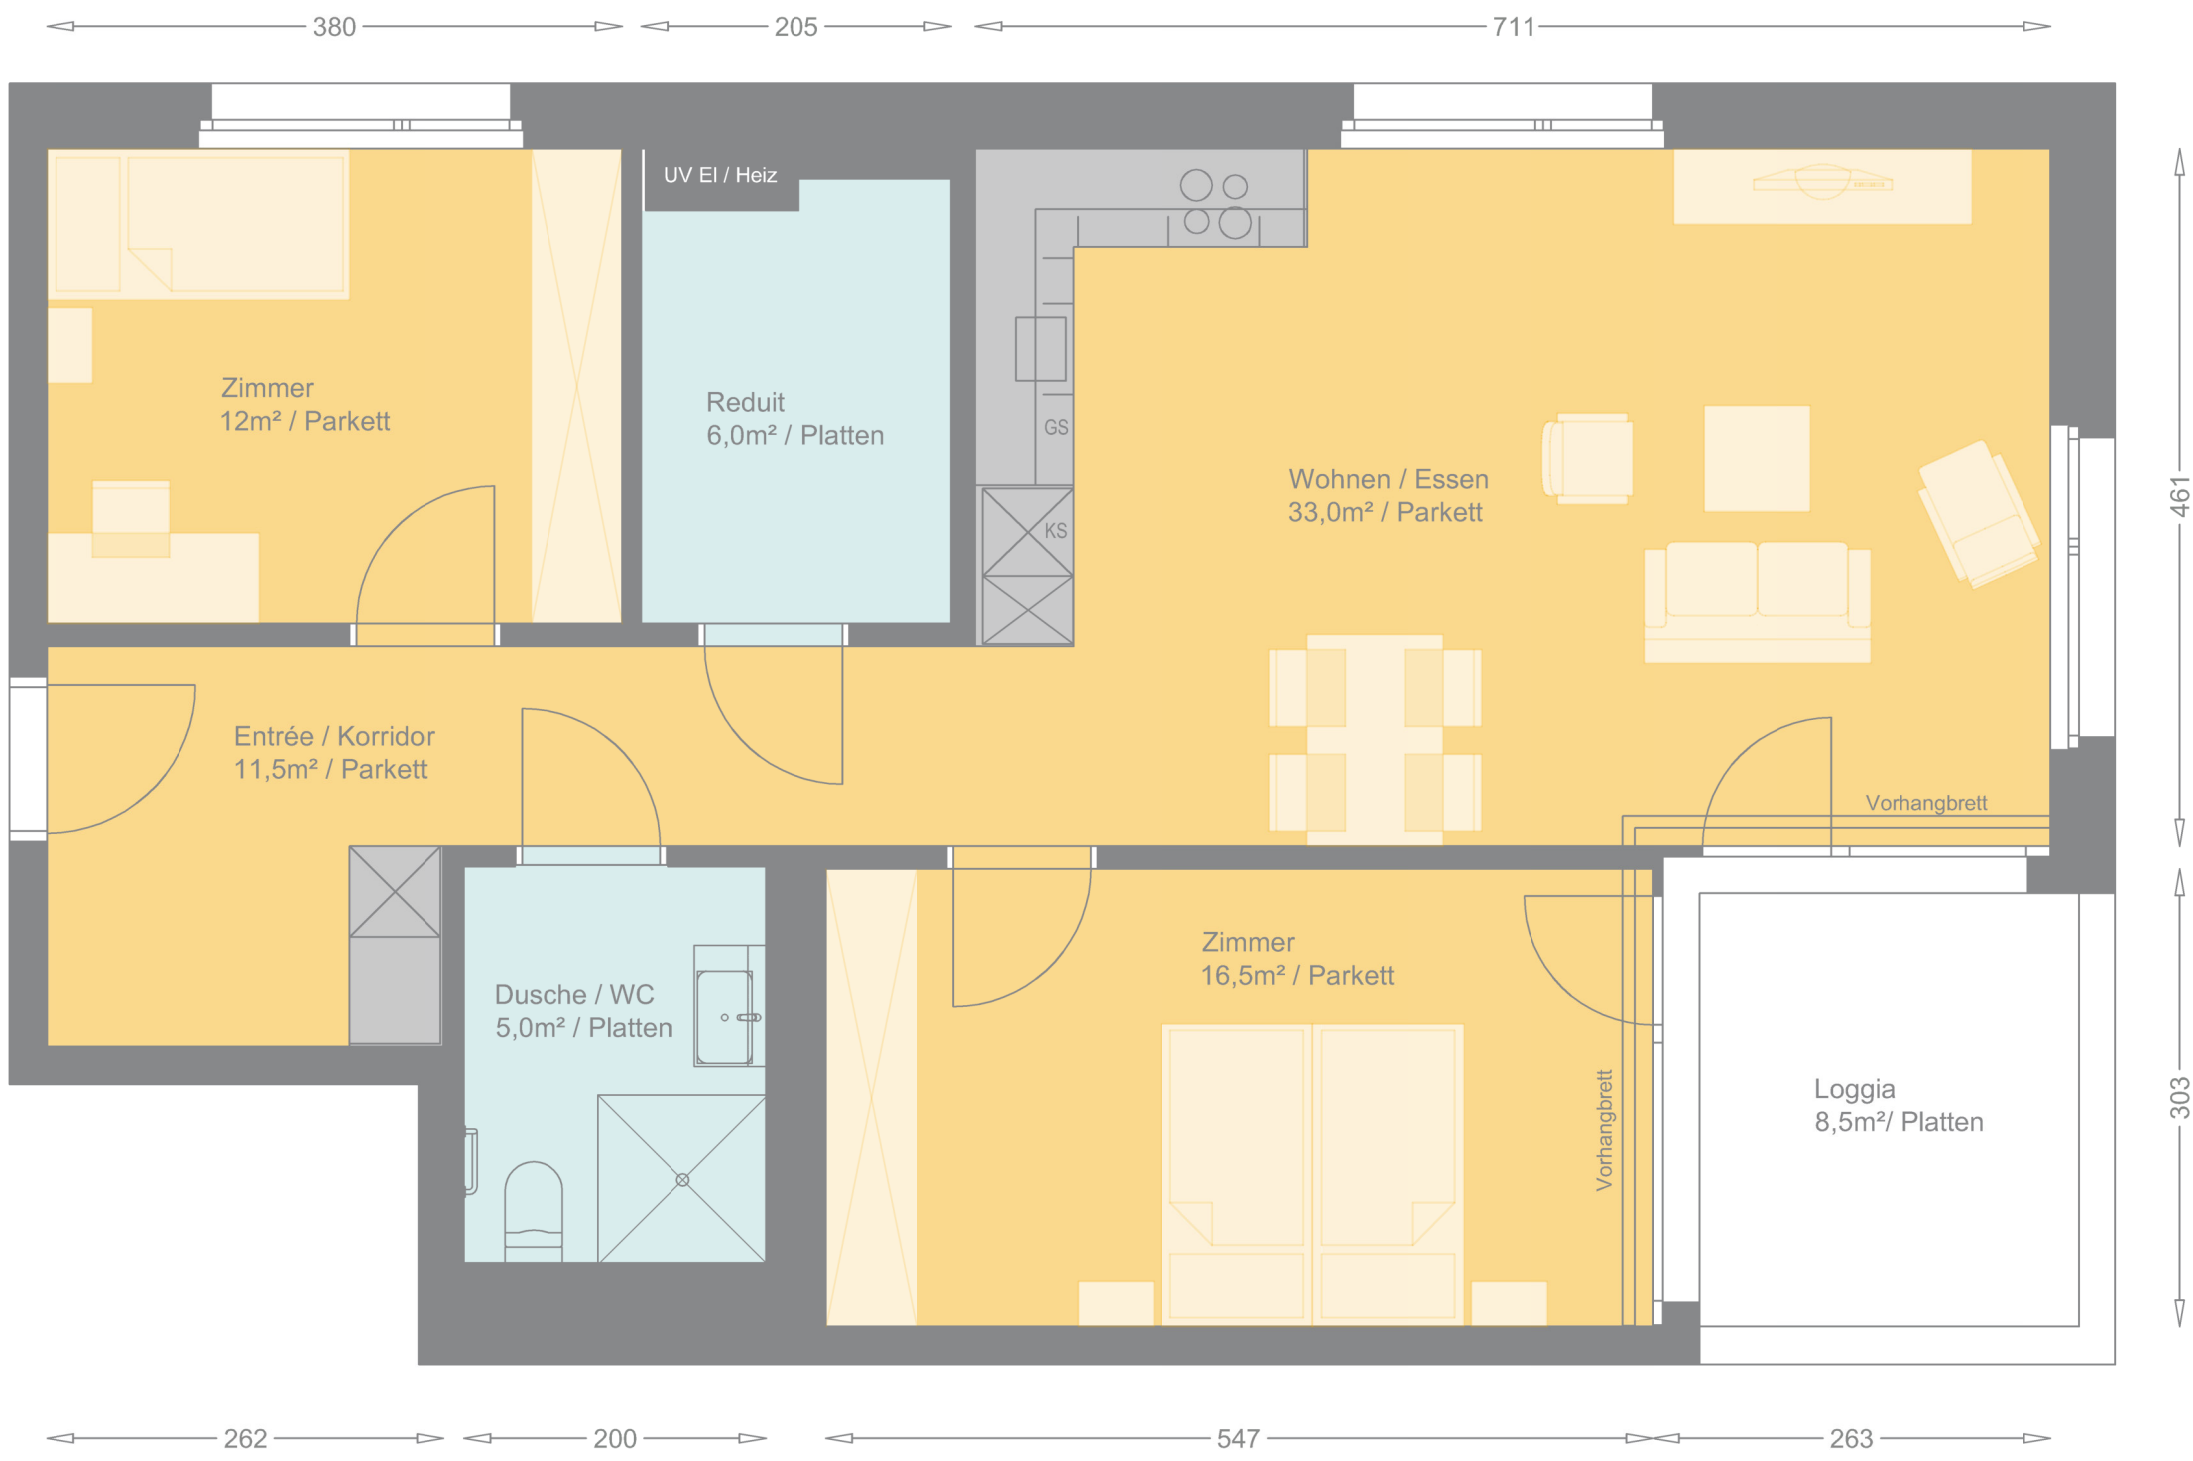 380
205
711
UV El / Heiz
Zimmer
12m² / Parkett
Reduit
6,0m² / Platten
GS
KS
Wohnen / Essen
33,0m² / Parkett
461
Entrée / Korridor
11,5m² / Parkett
Vorhangbrett
Dusche / WC
5,0m² / Platten
Zimmer
16,5m² / Parkett
Vorhangbrett
Loggia
8,5m²/ Platten
303
262
200
547
263